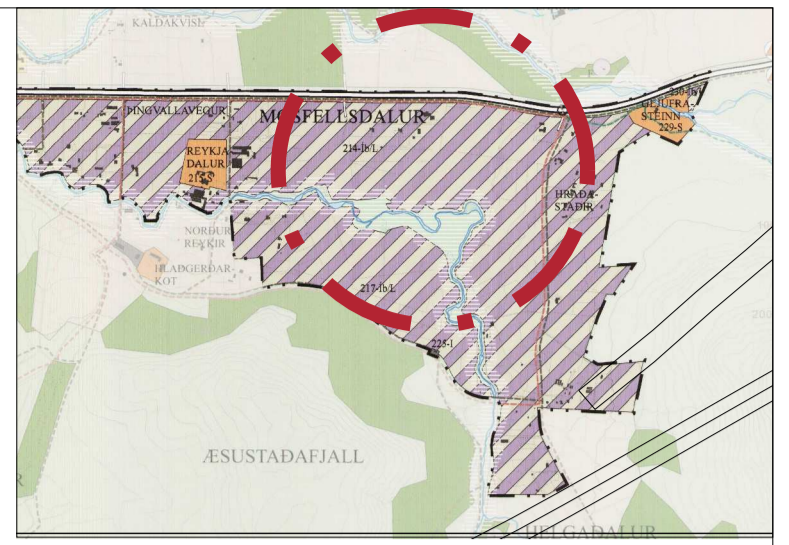 KALDAKVÍSL
ÞINGVALLAVEGUR
MOSFELLSDALUR
GLJÚFRA-
STEINN
229-S
REYKJA
DALUR
214-Íb/L
HRAÐA-
STAÐIR
NORÐUR
REYKIR
HLAÐGERÐAR-
KOT
217-Íb/L
225-I
ÆSUSTAÐAFJALL
HELGADALUR